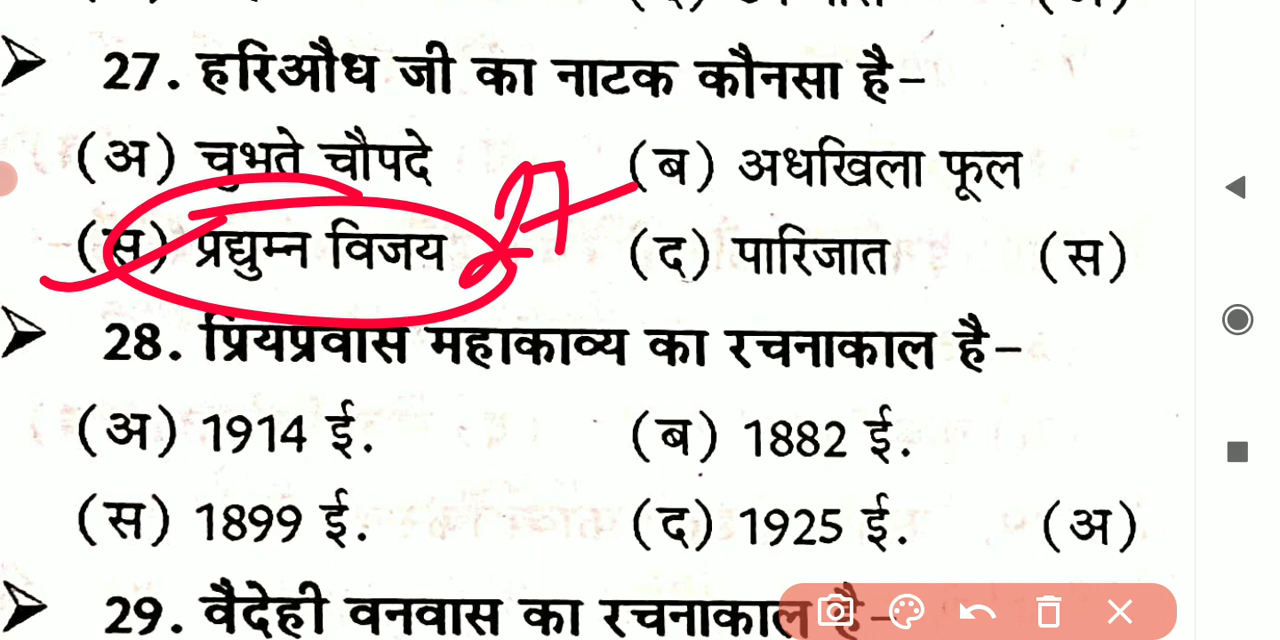 27. हरिऔध जी का नाटक कौनसा है-
(अ) चुभते चौपदे (ब) अधखिला फूल
(स) प्रद्युम्न विजय (द) पारिजात (स)
28. प्रियप्रवास महाकाव्य का रचनाकाल है-
(अ) 1914 ई. (ब) 1882 ई.
(स) 1899 ई. (द) 1925 ई. (अ)
29. वैदेही वनवास का रचनाकाल है-